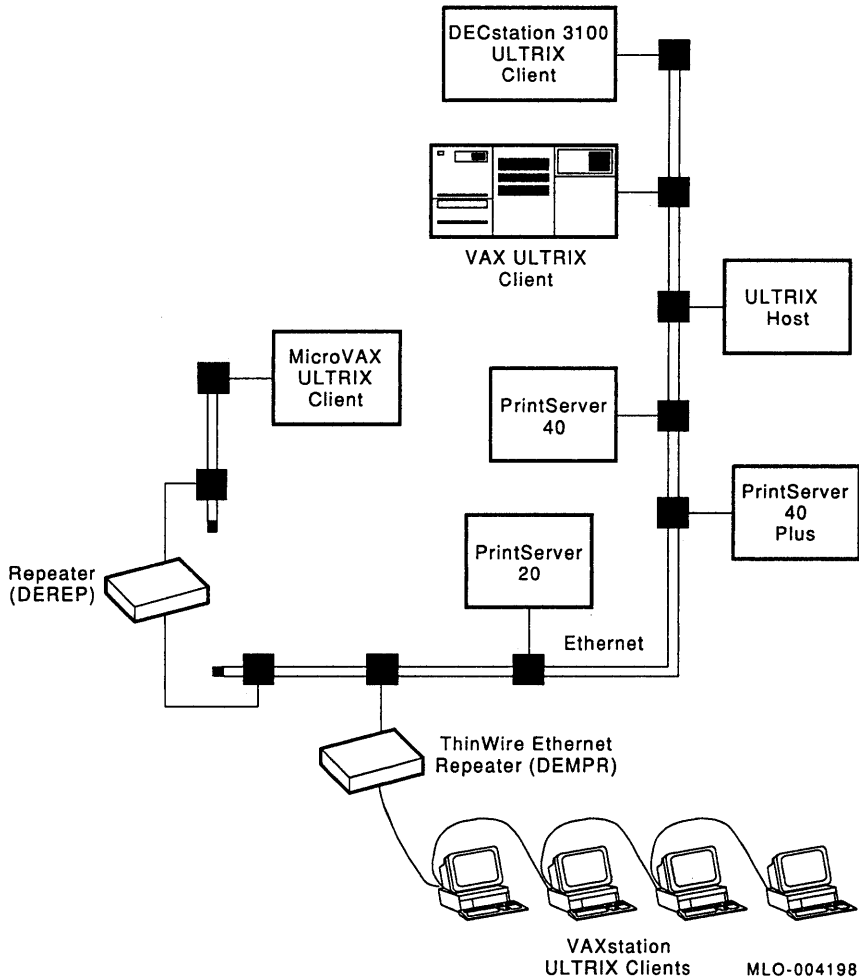 DECstation 3100
ULTRIX
Client
VAX ULTRIX
Client
ULTRIX
Host
MicroVAX
ULTRIX
Client
PrintServer
40
PrintServer
40
Plus
PrintServer
20
Repeater
(DEREP)
Ethernet
ThinWire Ethernet
Repeater (DEMPR)
VAXstation
ULTRIX Clients
MLO-004198